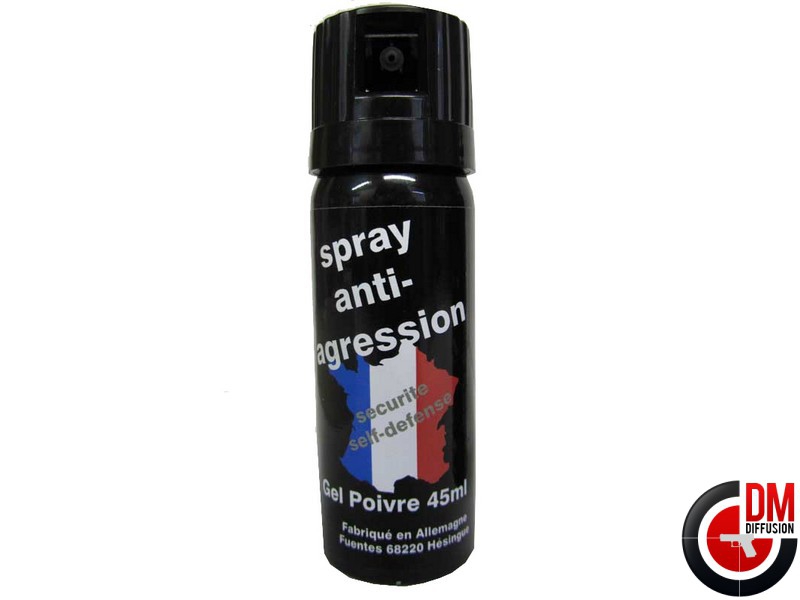 spray
anti-
agression
securite
self-defense
Gel Poivre 45ml
Fabriqué en Allemagne
Fuentes 68220 Hésingue
DM
DIFFUSION